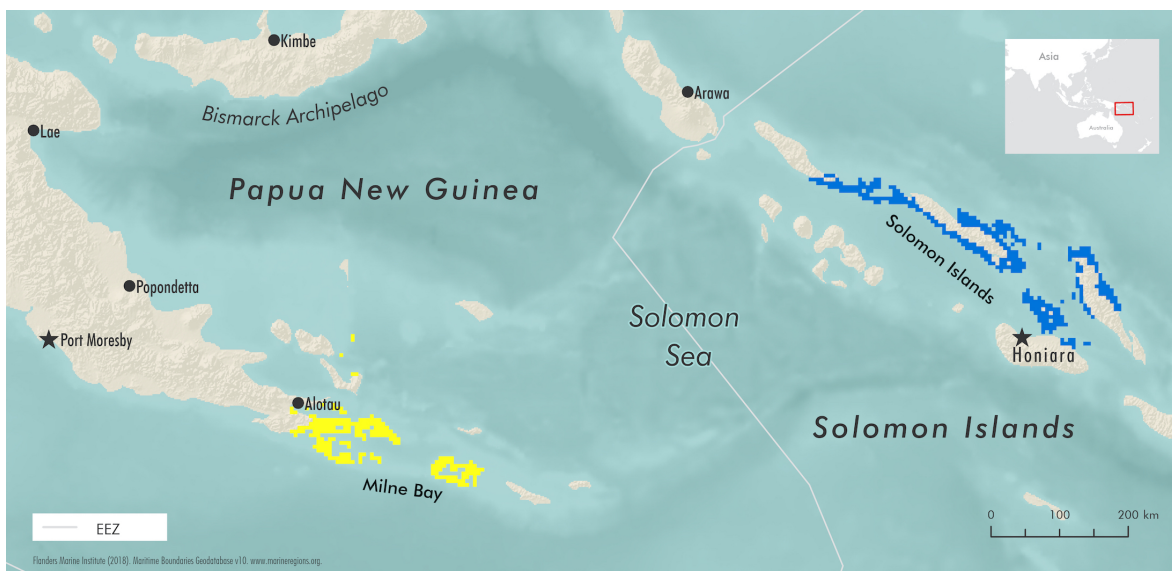 Kimbe
Arawa
Asia
Australia
Bismarck Archipelago
Lae
Papua New Guinea
Solomon Islands
Popondetta
Solomon
Sea
Port Moresby
Honiara
Alotau
Solomon Islands
Milne Bay
0 100 200 km
EEZ
Flanders Marine Institute (2018). Maritime Boundaries Geodatabase v10. www.marineregions.org.